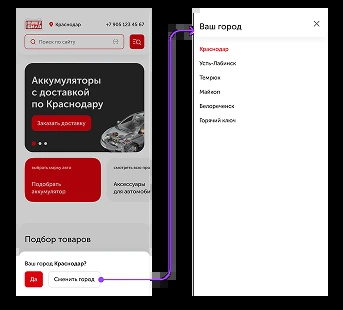 Краснодар
+7 905 123 45 67
Поиск по сайту
Аккумуляторы
с доставкой
по Краснодару
Заказать доставку
выбрать марку авто
Подобрать
аккумулятор
смотреть все про
Аксессуары
для автомоби
Подбор товаров
Ваш город Краснодар?
Да
Сменить город
Ваш город
Краснодар
Усть-Лабинск
Темрюк
Майкоп
Белореченск
Горячий ключ